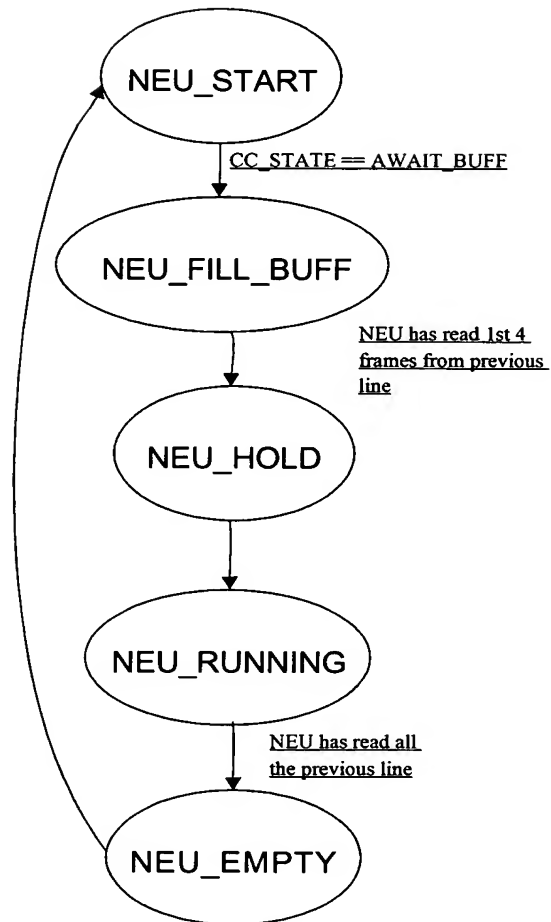 NEU_START
CC_STATE == AWAIT_BUFF
NEU_FILL_BUFF
NEU has read 1st 4
frames from previous
line
NEU_HOLD
NEU_RUNNING
NEU has read all
the previous line
NEU_EMPTY